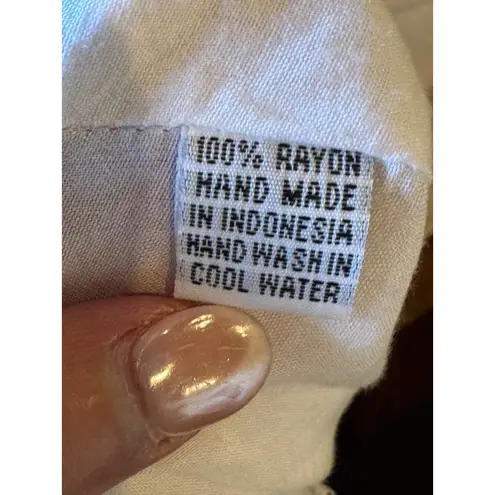 100% RAYON
HAND MADE
IN INDONESIA
HAND WASH IN
COOL WATER